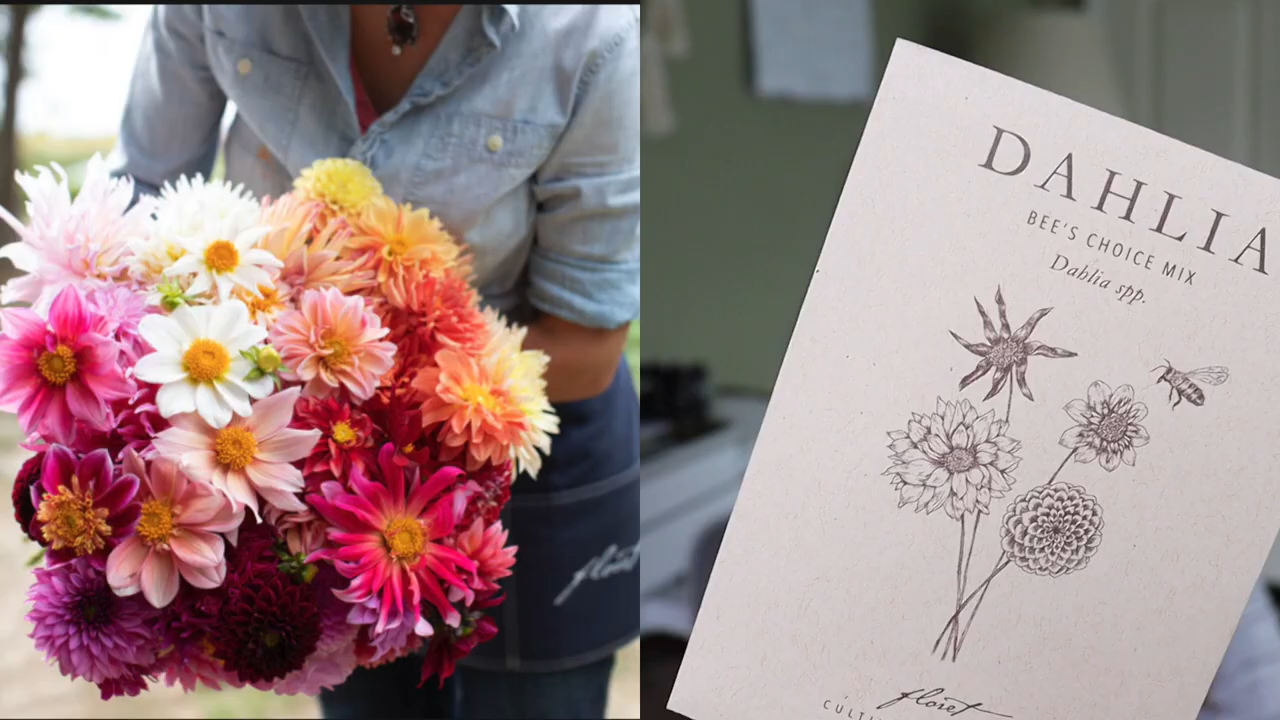 floret
DAHLIA
BEE'S CHOICE MIX
Dahlia spp.
floret